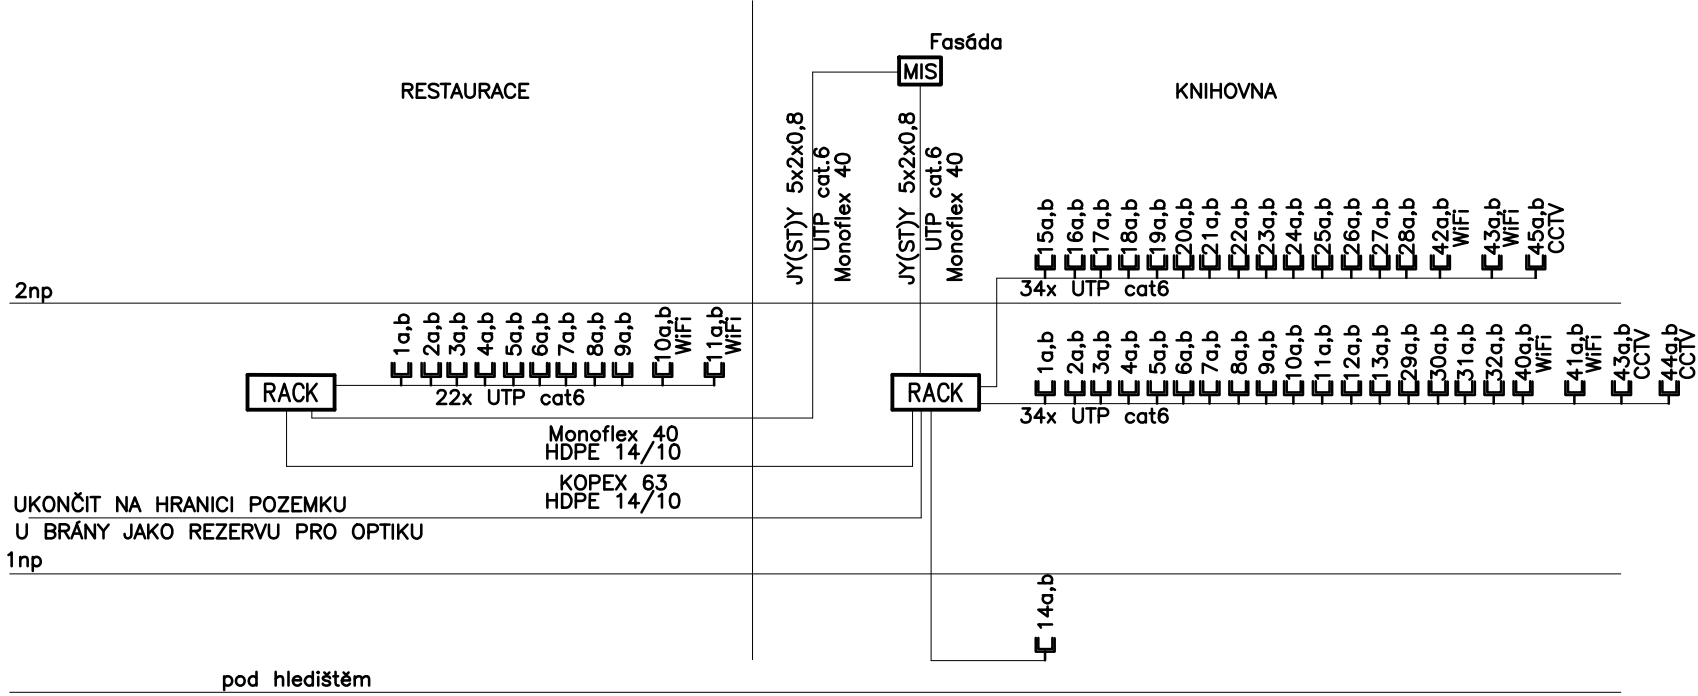 Fasáda
MIS
RESTAURACE
KNIHOVNA
JY(ST)Y 5x2x0,8
UTP cat.6
Monoflex 40
JY(ST)Y 5x2x0,8
UTP cat.6
Monoflex 40
15a,b
16a,b
17a,b
18a,b
19a,b
20a,b
21a,b
22a,b
23a,b
24a,b
25a,b
26a,b
27a,b
28a,b
42a,b
WiFi
43a,b
WiFi
45a,b
CCTV
34x UTP cat6
2np
1a,b
2a,b
3a,b
4a,b
5a,b
6a,b
7a,b
8a,b
9a,b
10a,b
WiFi
11a,b
WiFi
RACK
22x UTP cat6
1a,b
2a,b
3a,b
4a,b
5a,b
6a,b
7a,b
8a,b
9a,b
10a,b
11a,b
12a,b
13a,b
29a,b
30a,b
31a,b
32a,b
40a,b
WiFi
41a,b
WiFi
43a,b
CCTV
44a,b
CCTV
RACK
34x UTP cat6
Monoflex 40
HDPE 14/10
KOPEX 63
HDPE 14/10
UKONČIT NA HRANICI POZEMKU
U BRÁNY JAKO REZERVU PRO OPTIKU
1np
14a,b
pod hledištěm